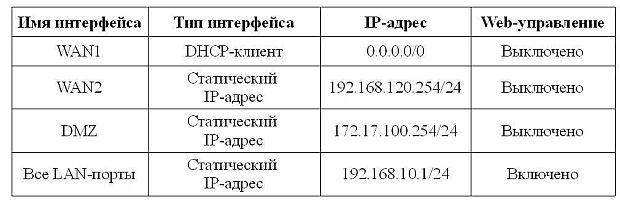 Имя интерфейса Тип интерфейса IP-адрес Web-управление
WAN1 DHCP-клиент 0.0.0.0/0 Выключено
WAN2 Статический IP-адрес 192.168.120.254/24 Выключено
DMZ Статический IP-адрес 172.17.100.254/24 Выключено
Все LAN-порты Статический IP-адрес 192.168.10.1/24 Включено